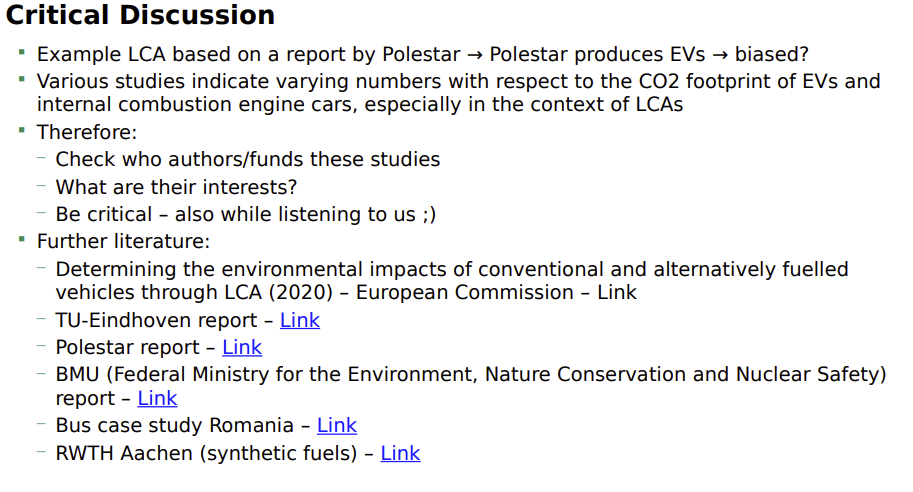 Critical Discussion
▪ Example LCA based on a report by Polestar → Polestar produces EVs → biased?
▪ Various studies indicate varying numbers with respect to the CO2 footprint of EVs and
internal combustion engine cars, especially in the context of LCAs
▪ Therefore:
– Check who authors/funds these studies
– What are their interests?
– Be critical – also while listening to us ;)
▪ Further literature:
– Determining the environmental impacts of conventional and alternatively fuelled
vehicles through LCA (2020) – European Commission – Link
– TU-Eindhoven report – Link
– Polestar report – Link
– BMU (Federal Ministry for the Environment, Nature Conservation and Nuclear Safety)
report – Link
– Bus case study Romania – Link
– RWTH Aachen (synthetic fuels) – Link